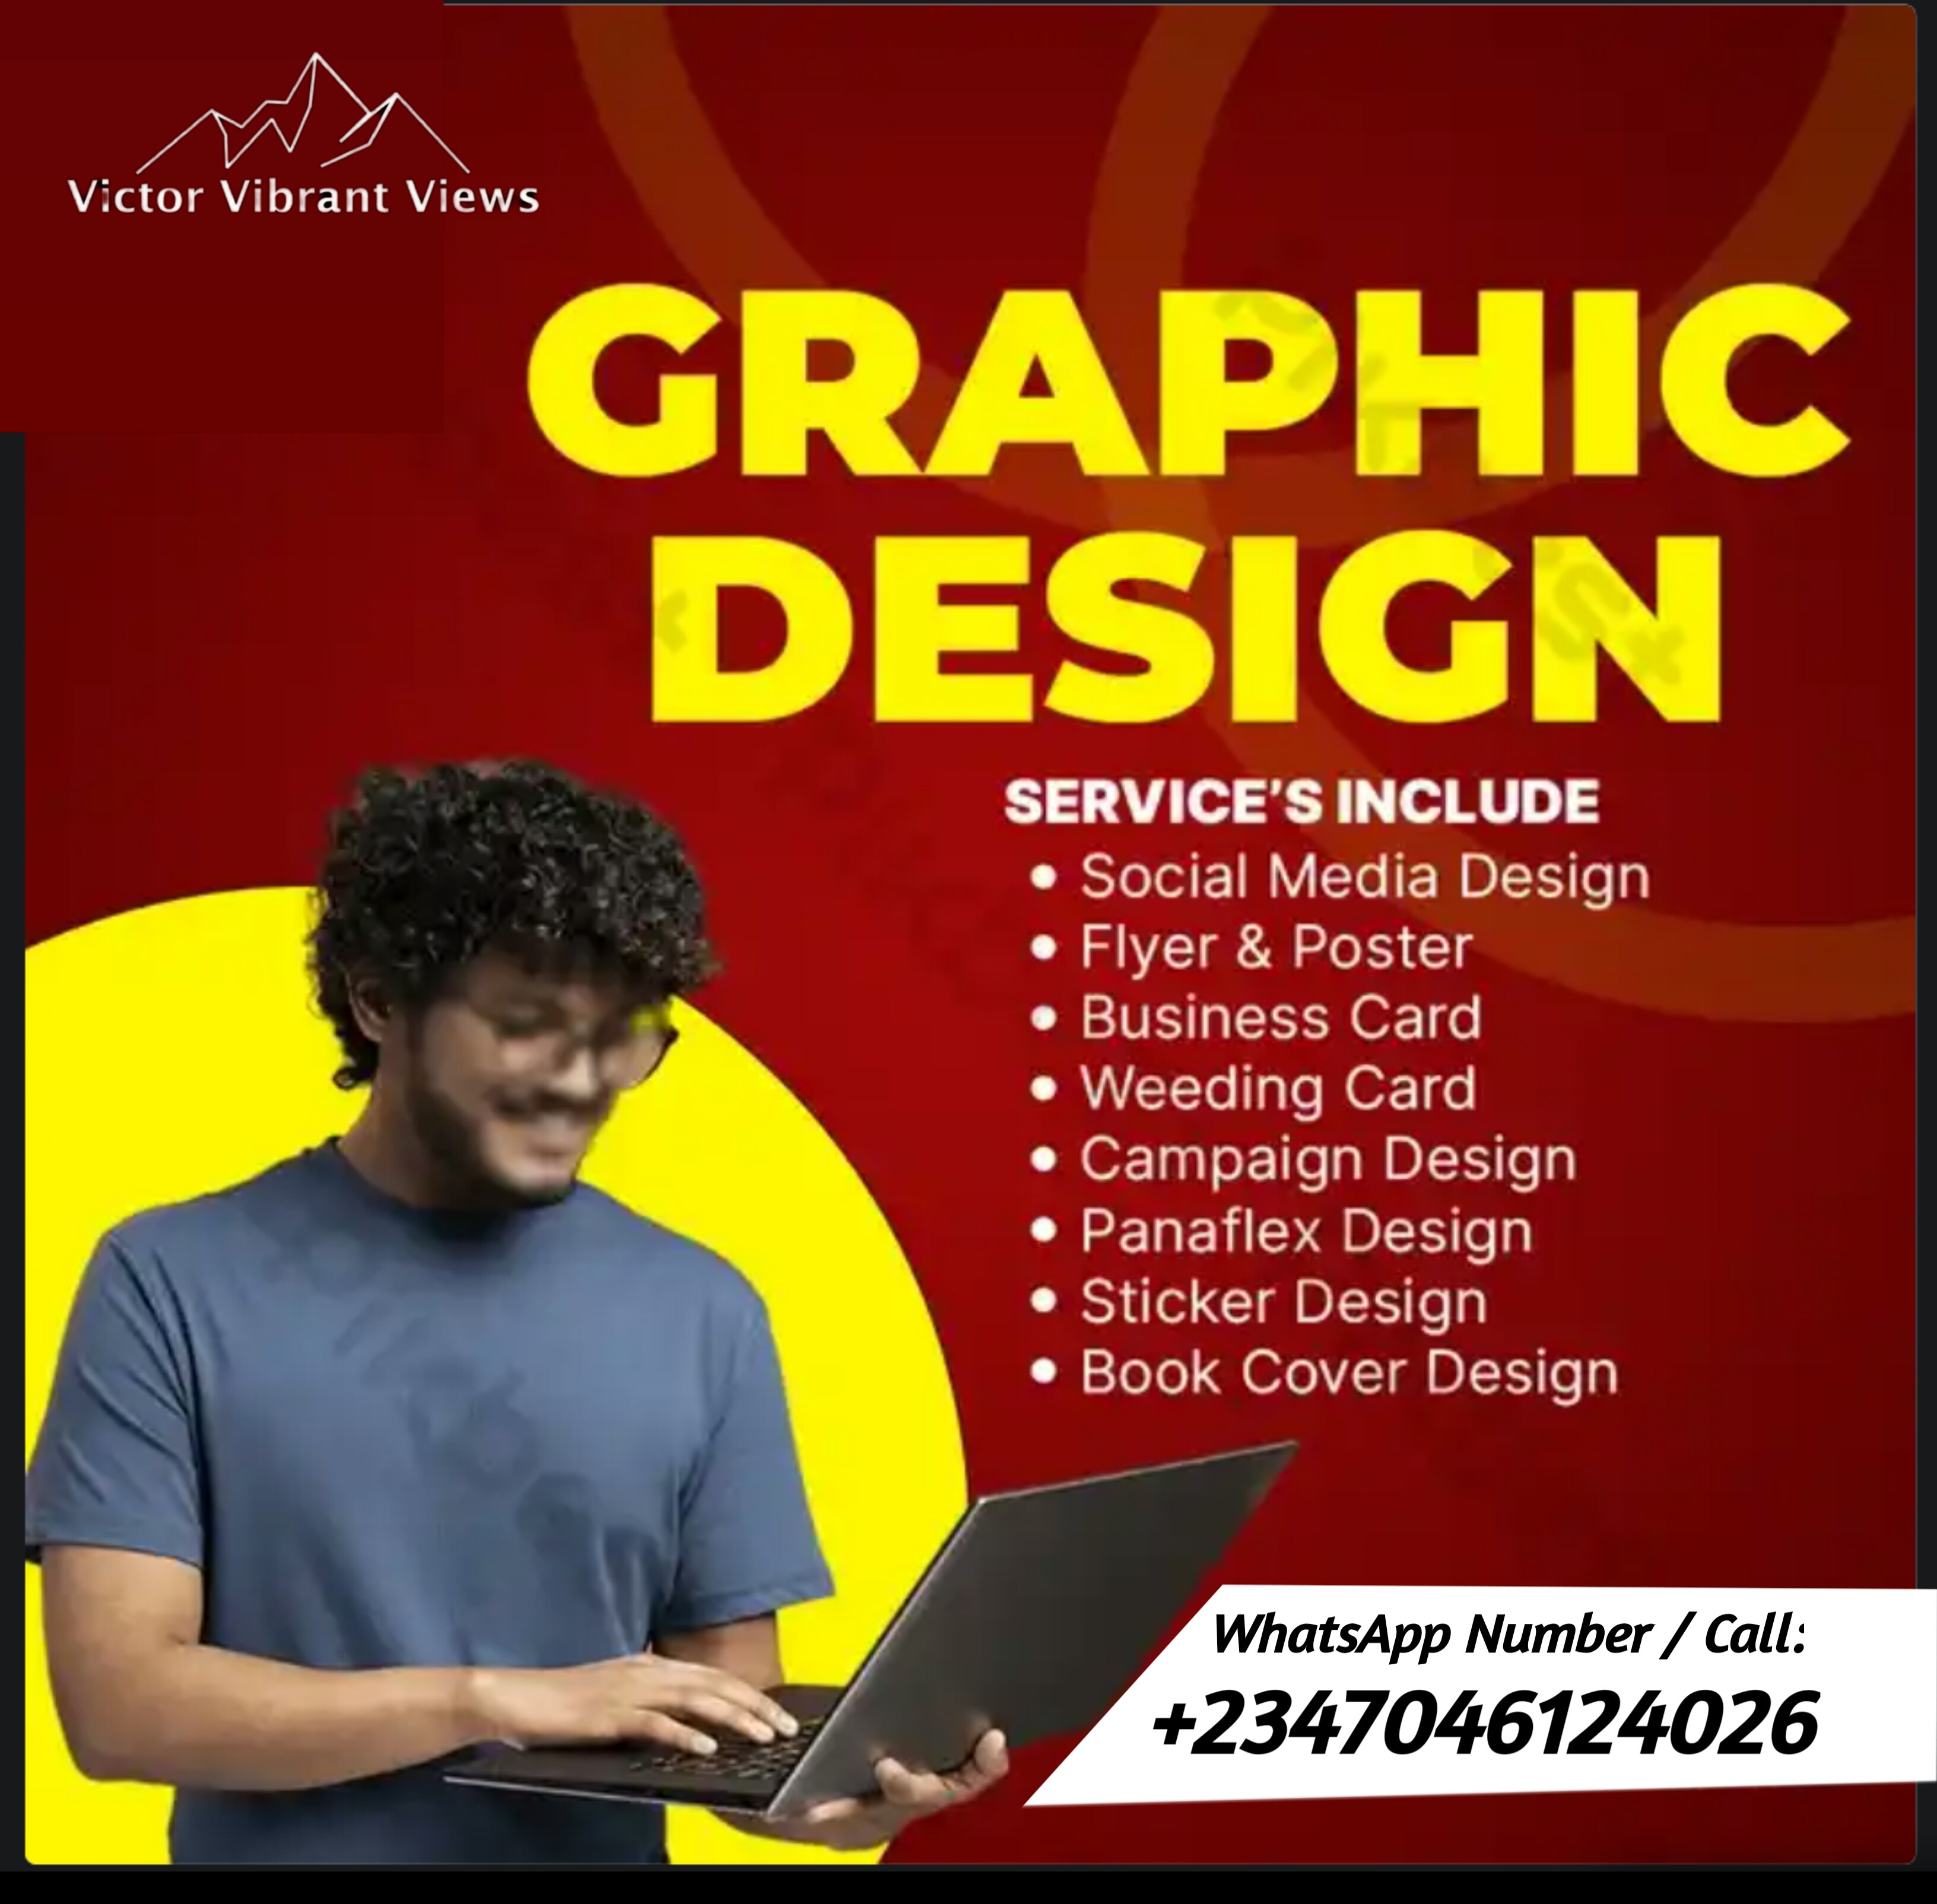 Victor Vibrant Views
GRAPHIC
DESIGN
SERVICE’S INCLUDE
• Social Media Design
• Flyer & Poster
• Business Card
• Weeding Card
• Campaign Design
• Panaflex Design
• Sticker Design
• Book Cover Design
WhatsApp Number / Call:
+2347046124026